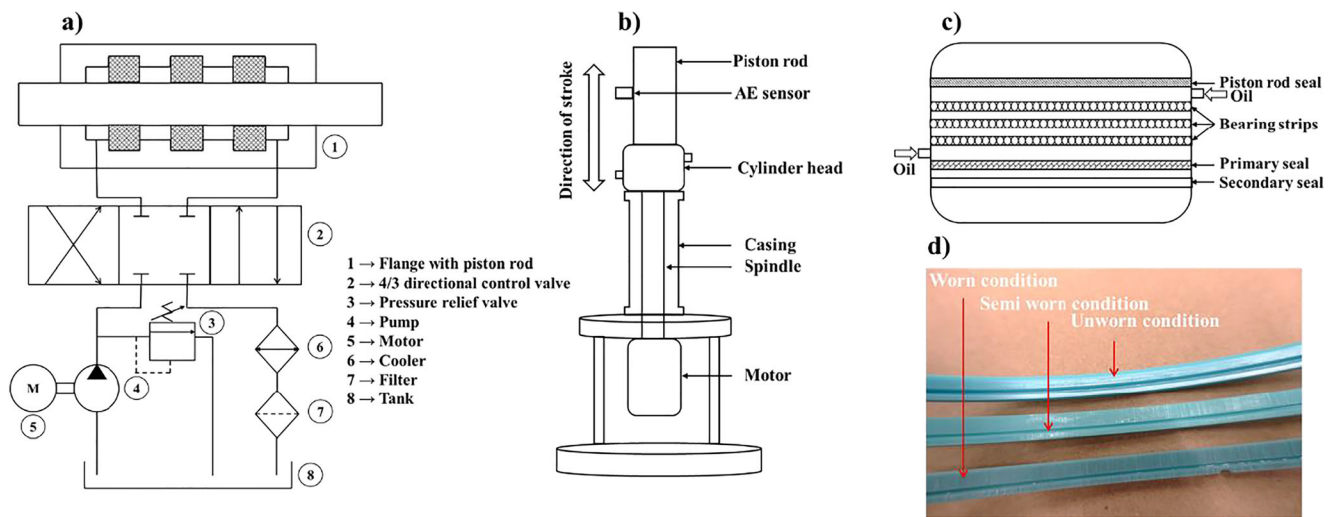 a)
1
2
3
4
M
5
6
7
8
1 → Flange with piston rod
2 → 4/3 directional control valve
3 → Pressure relief valve
4 → Pump
5 → Motor
6 → Cooler
7 → Filter
8 → Tank
b)
Direction of stroke
Piston rod
AE sensor
Cylinder head
Casing
Spindle
Motor
c)
Piston rod seal
Oil
Bearing strips
Oil
Primary seal
Secondary seal
d)
Worn condition
Semi worn condition
Unworn condition